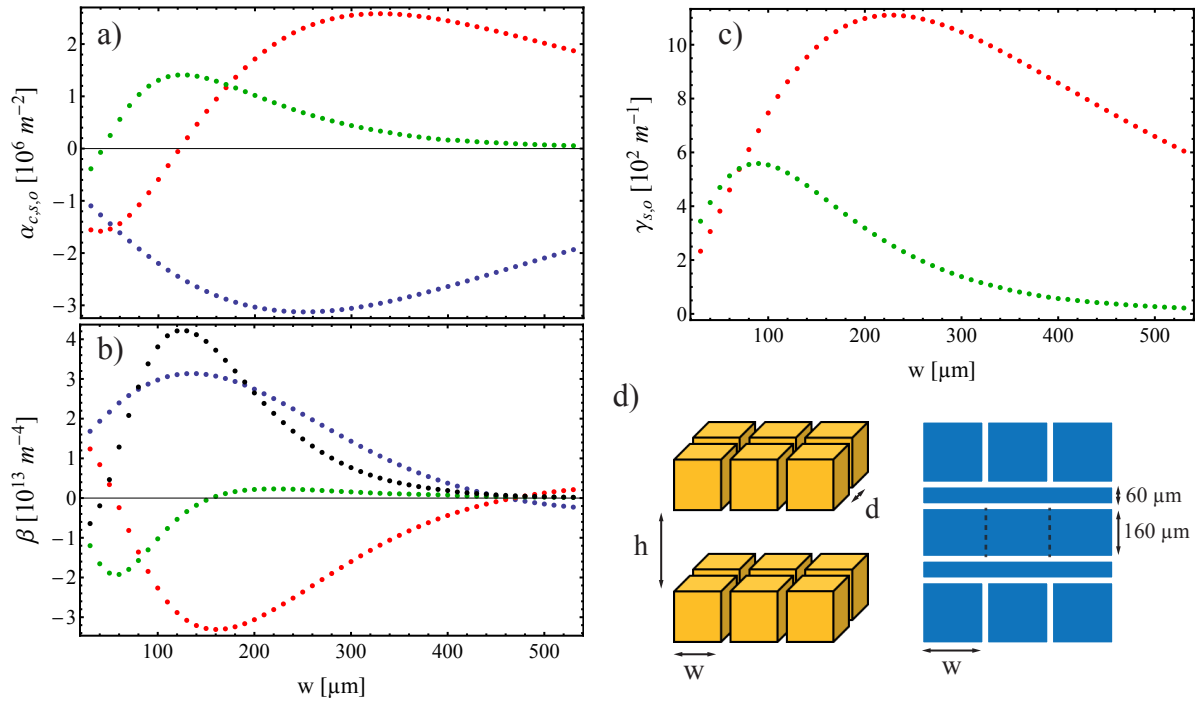 a)
α_{c,s,o} [10^6 m^{-2}]
2
1
0
−1
−2
−3
b)
β [10^13 m^{-4}]
4
3
2
1
0
−1
−2
−3
100 200 300 400 500
w [µm]
c)
γ_{s,o} [10^2 m^{-1}]
10
8
6
4
2
0
100 200 300 400 500
w [µm]
d)
h
d
w
60 µm
160 µm
w